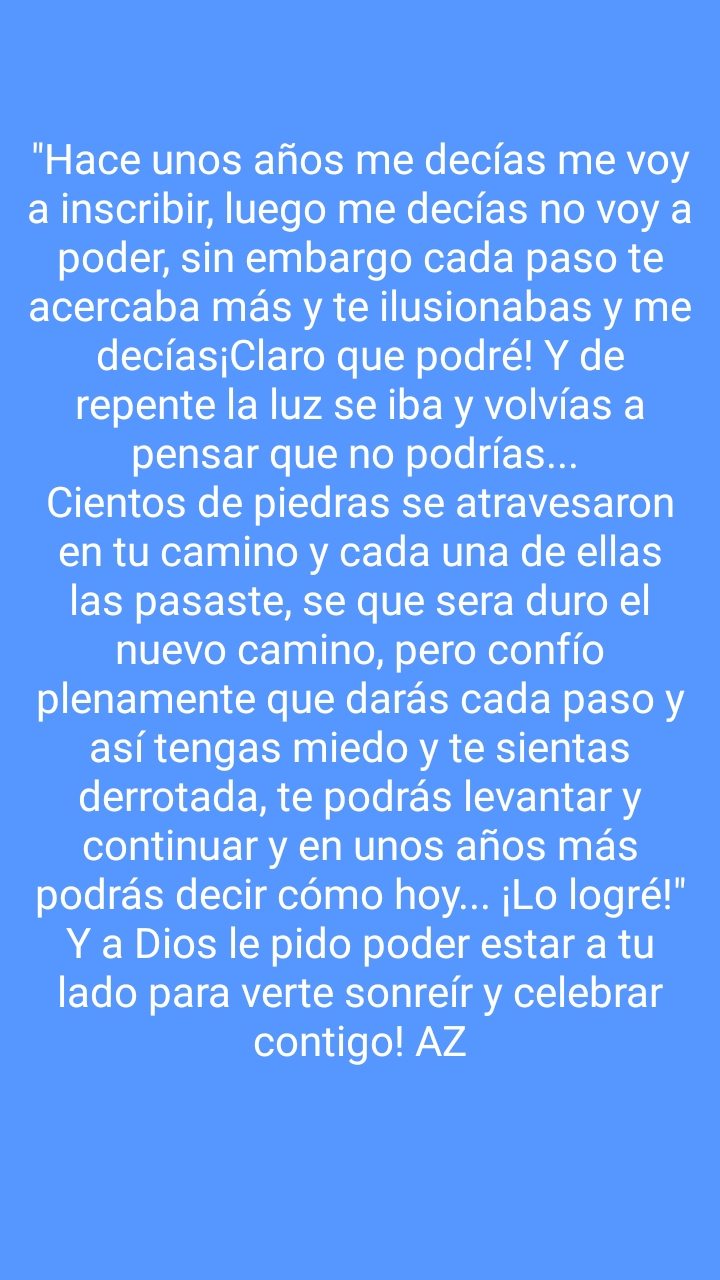 "Hace unos años me decías me voy
a inscribir, luego me decías no voy a
poder, sin embargo cada paso te
acercaba más y te ilusionabas y me
decías¡Claro que podré! Y de
repente la luz se iba y volvías a
pensar que no podrías...
Cientos de piedras se atravesaron
en tu camino y cada una de ellas
las pasaste, se que sera duro el
nuevo camino, pero confío
plenamente que darás cada paso y
así tengas miedo y te sientas
derrotada, te podrás levantar y
continuar y en unos años más
podrás decir cómo hoy... ¡Lo logré!"
Y a Dios le pido poder estar a tu
lado para verte sonreír y celebrar
contigo! AZ